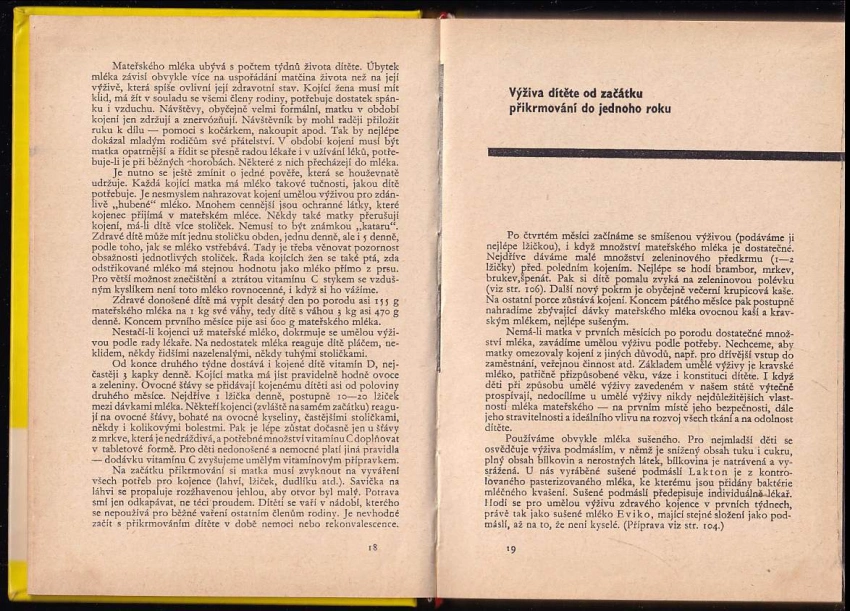 Mateřského mléka ubývá s počtem týdnů života dítěte. Úbytek
mléka závisí obvykle více na uspořádání matčina života než na její
výživě, která spíše ovlivní její zdravotní stav. Kojící žena musí mít
klid, má žít v souladu se všemi členy rodiny, potřebuje dostatek spán-
ku i vzduchu. Návštěvy, obyčejně velmi formální, matku v období
kojení jen zdržují a znervózňují. Návštěvník by mohl raději přiložit
ruku k dílu — pomoci s kočárkem, nakoupit apod. Tak by nejlépe
dokázal mladým rodičům své přátelství. V období kojení musí být
matka opatrnější a řídit se přesně radou lékaře i v užívání léků, potře-
buje-li je při běžných chorobách. Některé z nich přecházejí do mléka.
Je nutno se ještě zmínit o jedné pověře, která se houževnatě
udržuje. Každá kojící matka má mléko takové tučnosti, jakou dítě
potřebuje. Je nesmyslem nahrazovat kojení umělou výživou pro zdán-
livě „hubené“ mléko. Mnohem cennější jsou ochranné látky, které
kojenec přijímá v mateřském mléce. Někdy také matky přerušují
kojení, má-li dítě více stoliček. Nemusí to být známkou „kataru“.
Zdravé dítě může mít jednu stoličku obden, jednu denně, ale i 5 denně,
podle toho, jak se mléko vstřebává. Tady je třeba věnovat pozornost
obsažnosti jednotlivých stoliček. Řada kojících žen se také ptá, zda
odstřikované mléko má stejnou hodnotu jako mléko přímo z prsu.
Pro větší možnost znečištění a ztrátou vitamínu C stykem se vzduš-
ným kyslíkem není toto mléko rovnocenné, i když si ho vážíme.
Zdravé donošené dítě má vypít desátý den po porodu asi 155 g
mateřského mléka na 1 kg své váhy, tedy dítě s váhou 3 kg asi 470 g
denně. Koncem prvního měsíce pije asi 600 g mateřského mléka.
Nestačí-li kojenci už mateřské mléko, dokrmuje se umělou výži-
vou podle rady lékaře. Na nedostatek mléka reaguje dítě pláčem, ne-
klidem, někdy řidšími nazelenalými, někdy tuhými stoličkami.
Od konce druhého týdne dostává i kojené dítě vitamín D, nej-
častěji 3 kapky denně. Kojící matka má jíst pravidelně hodně ovoce
a zeleniny. Ovocné šťávy se přidávají kojenému dítěti asi od poloviny
druhého měsíce. Nejdříve 1 lžička denně, postupně 10—20 lžiček
mezi dávkami mléka. Někteří kojenci (zvláště na samém začátku) reagu-
jí na ovocné šťávy, bohaté na ovocné kyseliny, častějšími stoličkami,
někdy i kolikovými bolestmi. Pak je lépe zůstat dočasně jen u šťávy
z mrkve, která je nedráždivá, a potřebné množství vitamínu C doplňovat
v tabletové formě. Pro děti nedonošené a nemocné platí jiná pravidla
— dodávku vitamínu C zvyšujeme umělým vitamínovým přípravkem.
Na začátku přikrmování si matka musí zvyknout na vyváření
všech potřeb pro kojence (lahví, lžiček, dudlíku atd.). Savička na
láhvi se propaluje rozžhavenou jehlou, aby otvor byl malý. Potrava
smí jen odkapávat, ne téci proudem. Dítěti se vaří v nádobí, kterého
se nepoužívá pro běžné vaření ostatním členům rodiny. Je nevhodné
začít s přikrmováním dítěte v době nemoci nebo rekonvalescence.
18
Výživa dítěte od začátku
přikrmování do jednoho roku
Po čtvrtém měsíci začínáme se smíšenou výživou (podáváme ji
nejlépe lžičkou), i když množství mateřského mléka je dostatečné.
Nejdříve dáváme malé množství zeleninového předkrmu (1—2
lžičky) před poledním kojením. Nejlépe se hodí brambor, mrkev,
brukev, špenát. Pak si dítě pomalu zvyká na zeleninovou polévku
(viz str. 106). Další nový pokrm je obyčejně večerní krupicová kaše.
Na ostatní porce zůstává kojení. Koncem pátého měsíce pak postupně
nahradíme zbývající dávky mateřského mléka ovocnou kaší a krav-
ským mlékem, nejlépe sušeným.
Nemá-li matka v prvních měsících po porodu dostatečné množ-
ství mléka, zavádíme umělou výživu podle potřeby. Nechceme, aby
matky omezovaly kojení z jiných důvodů, např. pro dřívější vstup do
zaměstnání, veřejnou činnost atd. Základem umělé výživy je kravské
mléko, patřičně přizpůsobené věku, váze i konstituci dítěte. I když
děti při způsobu umělé výživy zavedeném v našem státě výtečně
prospívají, nedocílíme u umělé výživy nikdy nejdůležitějších vlast-
ností mléka mateřského — na prvním místě jeho bezpečnosti, dále
jeho stravitelnosti a ideálního vlivu na rozvoj všech tkání a na odolnost
dítěte.
Používáme obvykle mléka sušeného. Pro nejmladší děti se
osvědčuje výživa podmáslím, v němž je snížený obsah tuku i cukru,
plný obsah bílkovin a nerostných látek, bílkovina je natrávená a vy-
srážená. U nás vyráběné sušené podmáslí Lakton je z kontro-
lovaného pasterizovaného mléka, ke kterému jsou přidány baktérie
mléčného kvašení. Sušené podmáslí předepisuje individuálně lékař.
Hodí se pro umělou výživu zdravého kojence v prvních týdnech,
právě tak jako sušené mléko Eviko, mající stejné složení jako pod-
máslí, až na to, že není kyselé. (Příprava viz str. 104.)
19